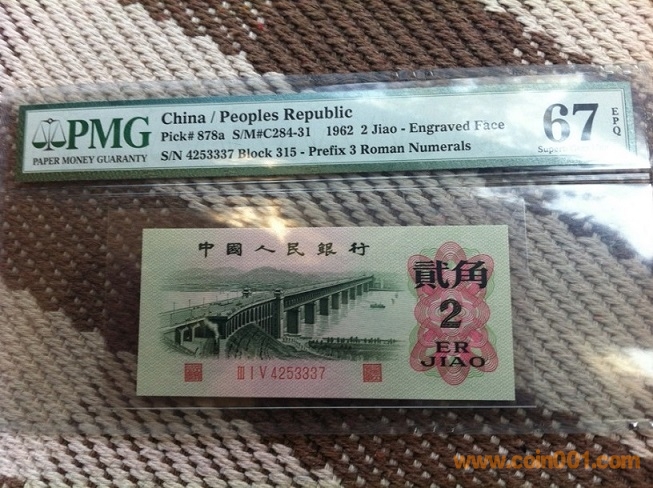 PMG
PAPER MONEY GUARANTY
China / Peoples Republic
Pick# 878a S/M#C284-31 1962 2 Jiao - Engraved Face
S/N 4253337 Block 315 - Prefix 3 Roman Numerals
67
EPQ
中國人民銀行
貳角
2
ER
JIAO
III I V 4253337
www.coin001.com